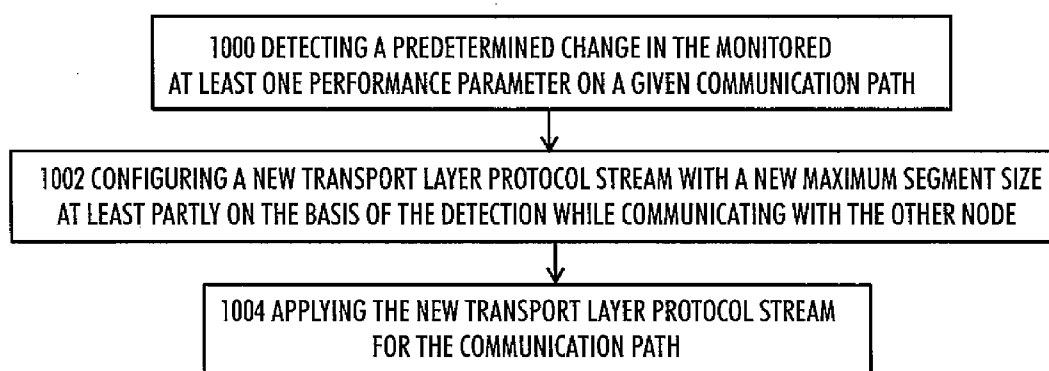 1000 DETECTING A PREDETERMINED CHANGE IN THE MONITORED
AT LEAST ONE PERFORMANCE PARAMETER ON A GIVEN COMMUNICATION PATH
1002 CONFIGURING A NEW TRANSPORT LAYER PROTOCOL STREAM WITH A NEW MAXIMUM SEGMENT SIZE
AT LEAST PARTLY ON THE BASIS OF THE DETECTION WHILE COMMUNICATING WITH THE OTHER NODE
1004 APPLYING THE NEW TRANSPORT LAYER PROTOCOL STREAM
FOR THE COMMUNICATION PATH